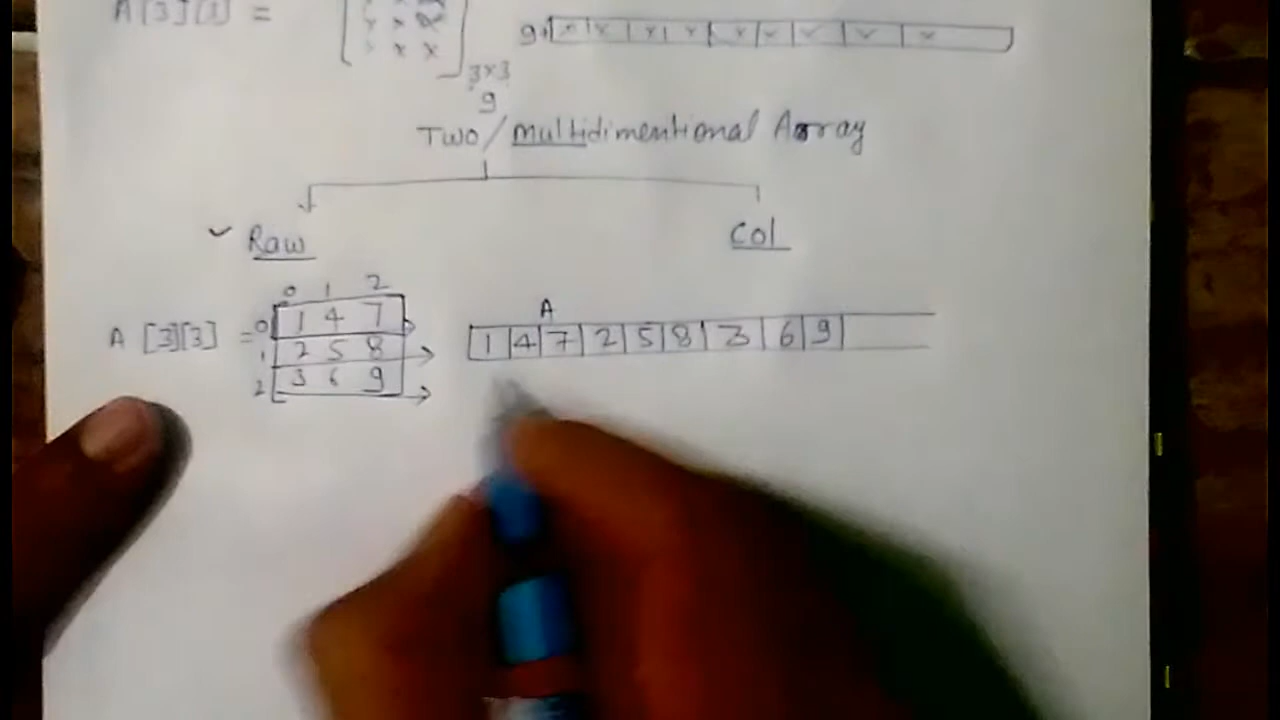 A[3][3] =
x x
x x
3x3
9
9
x x x x x x x
Two/multidimentional Array
Raw
Col
0 1 2
A [3][3] =
0 1 4 7
1 2 5 8
2 3 6 9
A
1 4 7 2 5 8 3 6 9